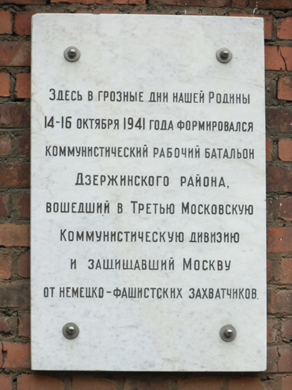 Здесь в грозные дни нашей Родины
14-16 октября 1941 года формировался
коммунистический рабочий батальон
Дзержинского района,
вошедший в Третью Московскую
Коммунистическую дивизию
и защищавший Москву
от немецко-фашистских захватчиков.